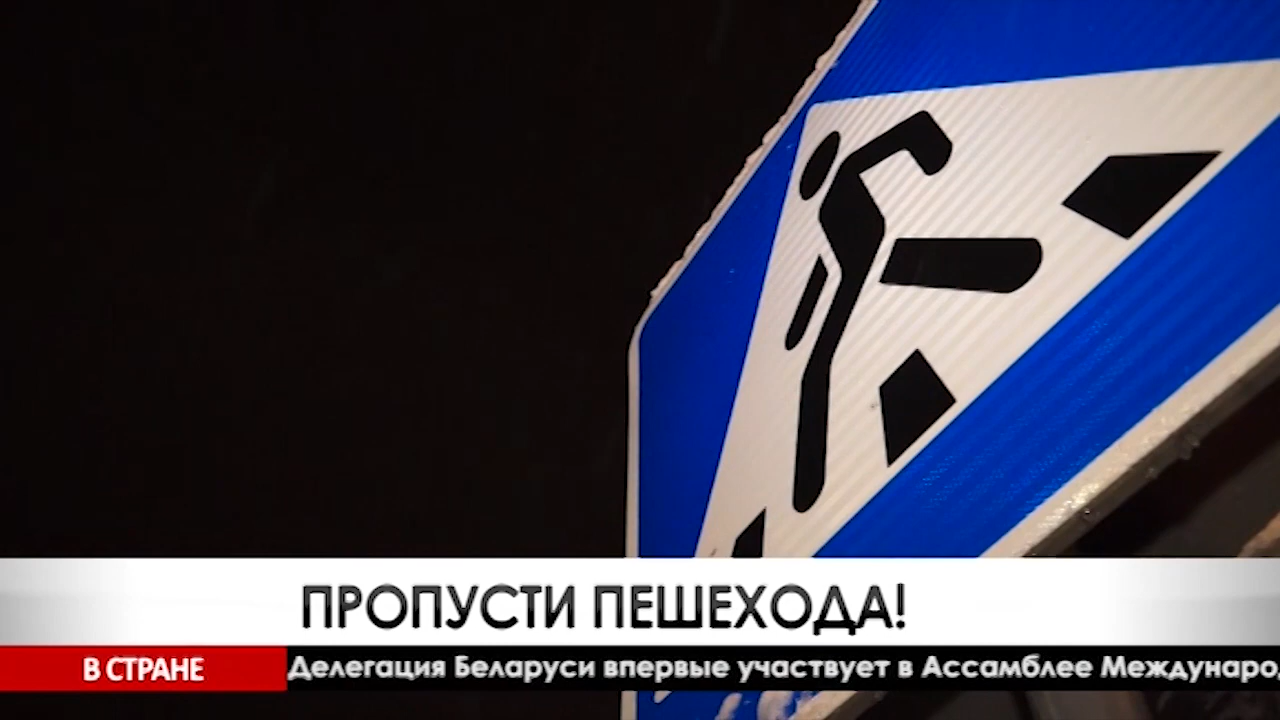 ПРОПУСТИ ПЕШЕХОДА!
В СТРАНЕ
Делегация Беларуси впервые участвует в Ассамблее